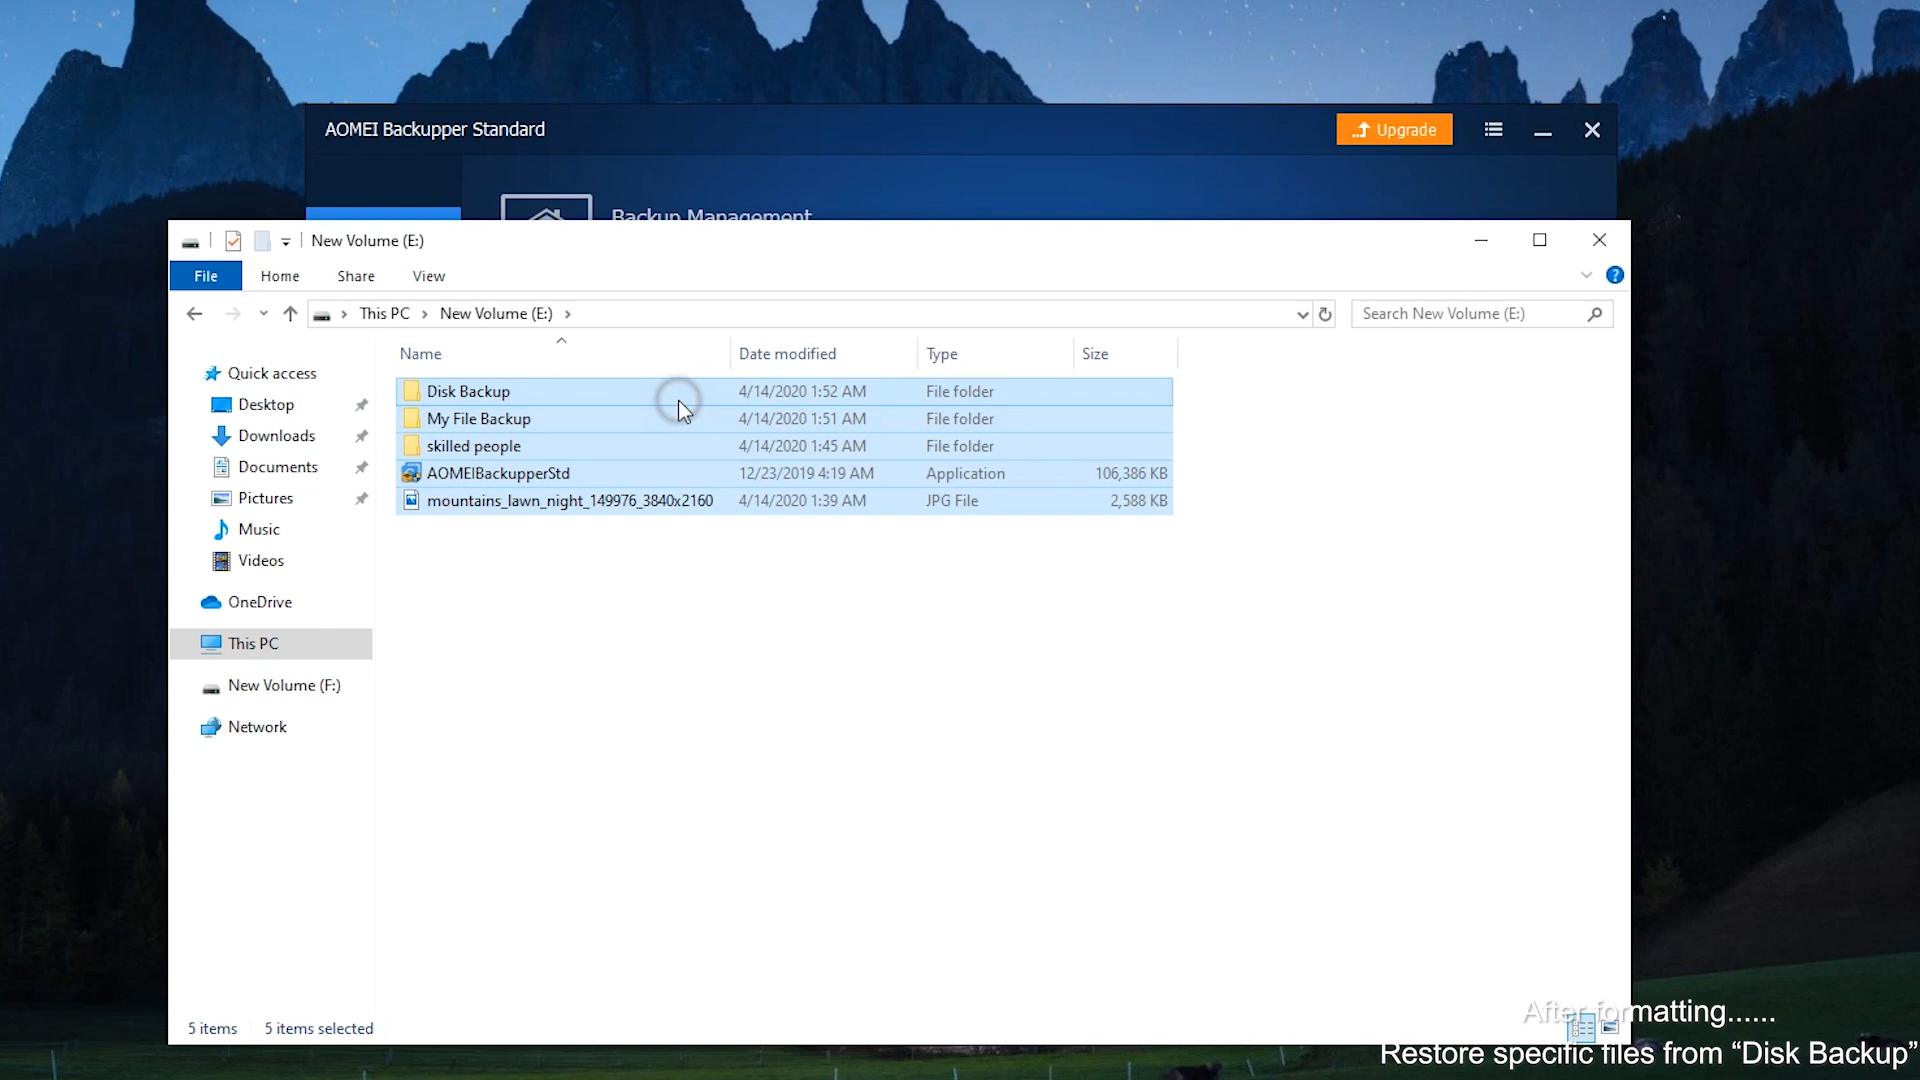 AOMEI Backupper Standard
Upgrade
Backup Management
New Volume (E:)
File Home Share View
This PC New Volume (E:)
Search New Volume (E:)
Name Date modified Type Size
Quick access
Desktop
Downloads
Documents
Pictures
Music
Videos
OneDrive
This PC
New Volume (F:)
Network
Disk Backup 4/14/2020 1:52 AM File folder
My File Backup 4/14/2020 1:51 AM File folder
skilled people 4/14/2020 1:45 AM File folder
AOMEIBackupperStd 12/23/2019 4:19 AM Application 106,386 KB
mountains_lawn_night_149976_3840x2160 4/14/2020 1:39 AM JPG File 2,588 KB
5 items 5 items selected
After formatting......
Restore specific files from “Disk Backup”